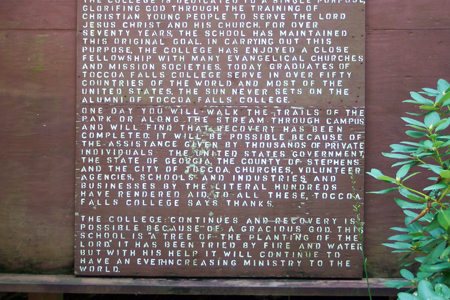 THE COLLEGE IS DEDICATED TO A SINGLE PURPOSE,
GLORIFING GOD THROUGH THE TRAINING OF
CHRISTIAN YOUNG PEOPLE TO SERVE THE LORD
JESUS CHRIST AND HIS CHURCH. FOR OVER
SEVENTY YEARS, THE SCHOOL HAS MAINTAINED
THIS ORIGINAL GOAL. IN CARRYING OUT THIS
PURPOSE, THE COLLEGE HAS ENJOYED A CLOSE
FELLOWSHIP WITH MANY EVANGELICAL CHURCHES
AND MISSION SOCIETIES. TODAY GRADUATES OF
TOCCOA FALLS COLLEGE SERVE IN OVER FIFTY
COUNTRIES OF THE WORLD AND MOST OF THE
UNITED STATES. THE SUN NEVER SETS ON THE
ALUMNI OF TOCCOA FALLS COLLEGE.
ONE DAY YOU WILL WALK THE TRAILS OF THE
PARK OR ALONG THE STREAM THROUGH CAMPUS
AND WILL FIND THAT RECOVERY HAS BEEN
COMPLETED. IT WILL BE POSSIBLE BECAUSE OF
THE ASSISTANCE GIVEN BY THOUSANDS OF PRIVATE
INDIVIDUALS. THE UNITED STATES GOVERNMENT,
THE STATE OF GEORGIA, THE COUNTY OF STEPHENS
AND THE CITY OF TOCCOA, CHURCHES, VOLUNTEER
AGENCIES, SCHOOLS AND INDUSTRIES AND
BUSINESSES BY THE LITERAL HUNDREDS
HAVE RENDERED AID. TO ALL THESE, TOCCOA
FALLS COLLEGE SAYS THANKS.
THE COLLEGE CONTINUES AND RECOVERY IS
POSSIBLE BECAUSE OF A GRACIOUS GOD. THIS
SCHOOL IS A TREE OF THE PLANTING OF THE
LORD. IT HAS BEEN TRIED BY FIRE AND WATER
BUT WITH HIS HELP IT WILL CONTINUE TO
HAVE AN EVERINCREASING MINISTRY TO THE
WORLD.